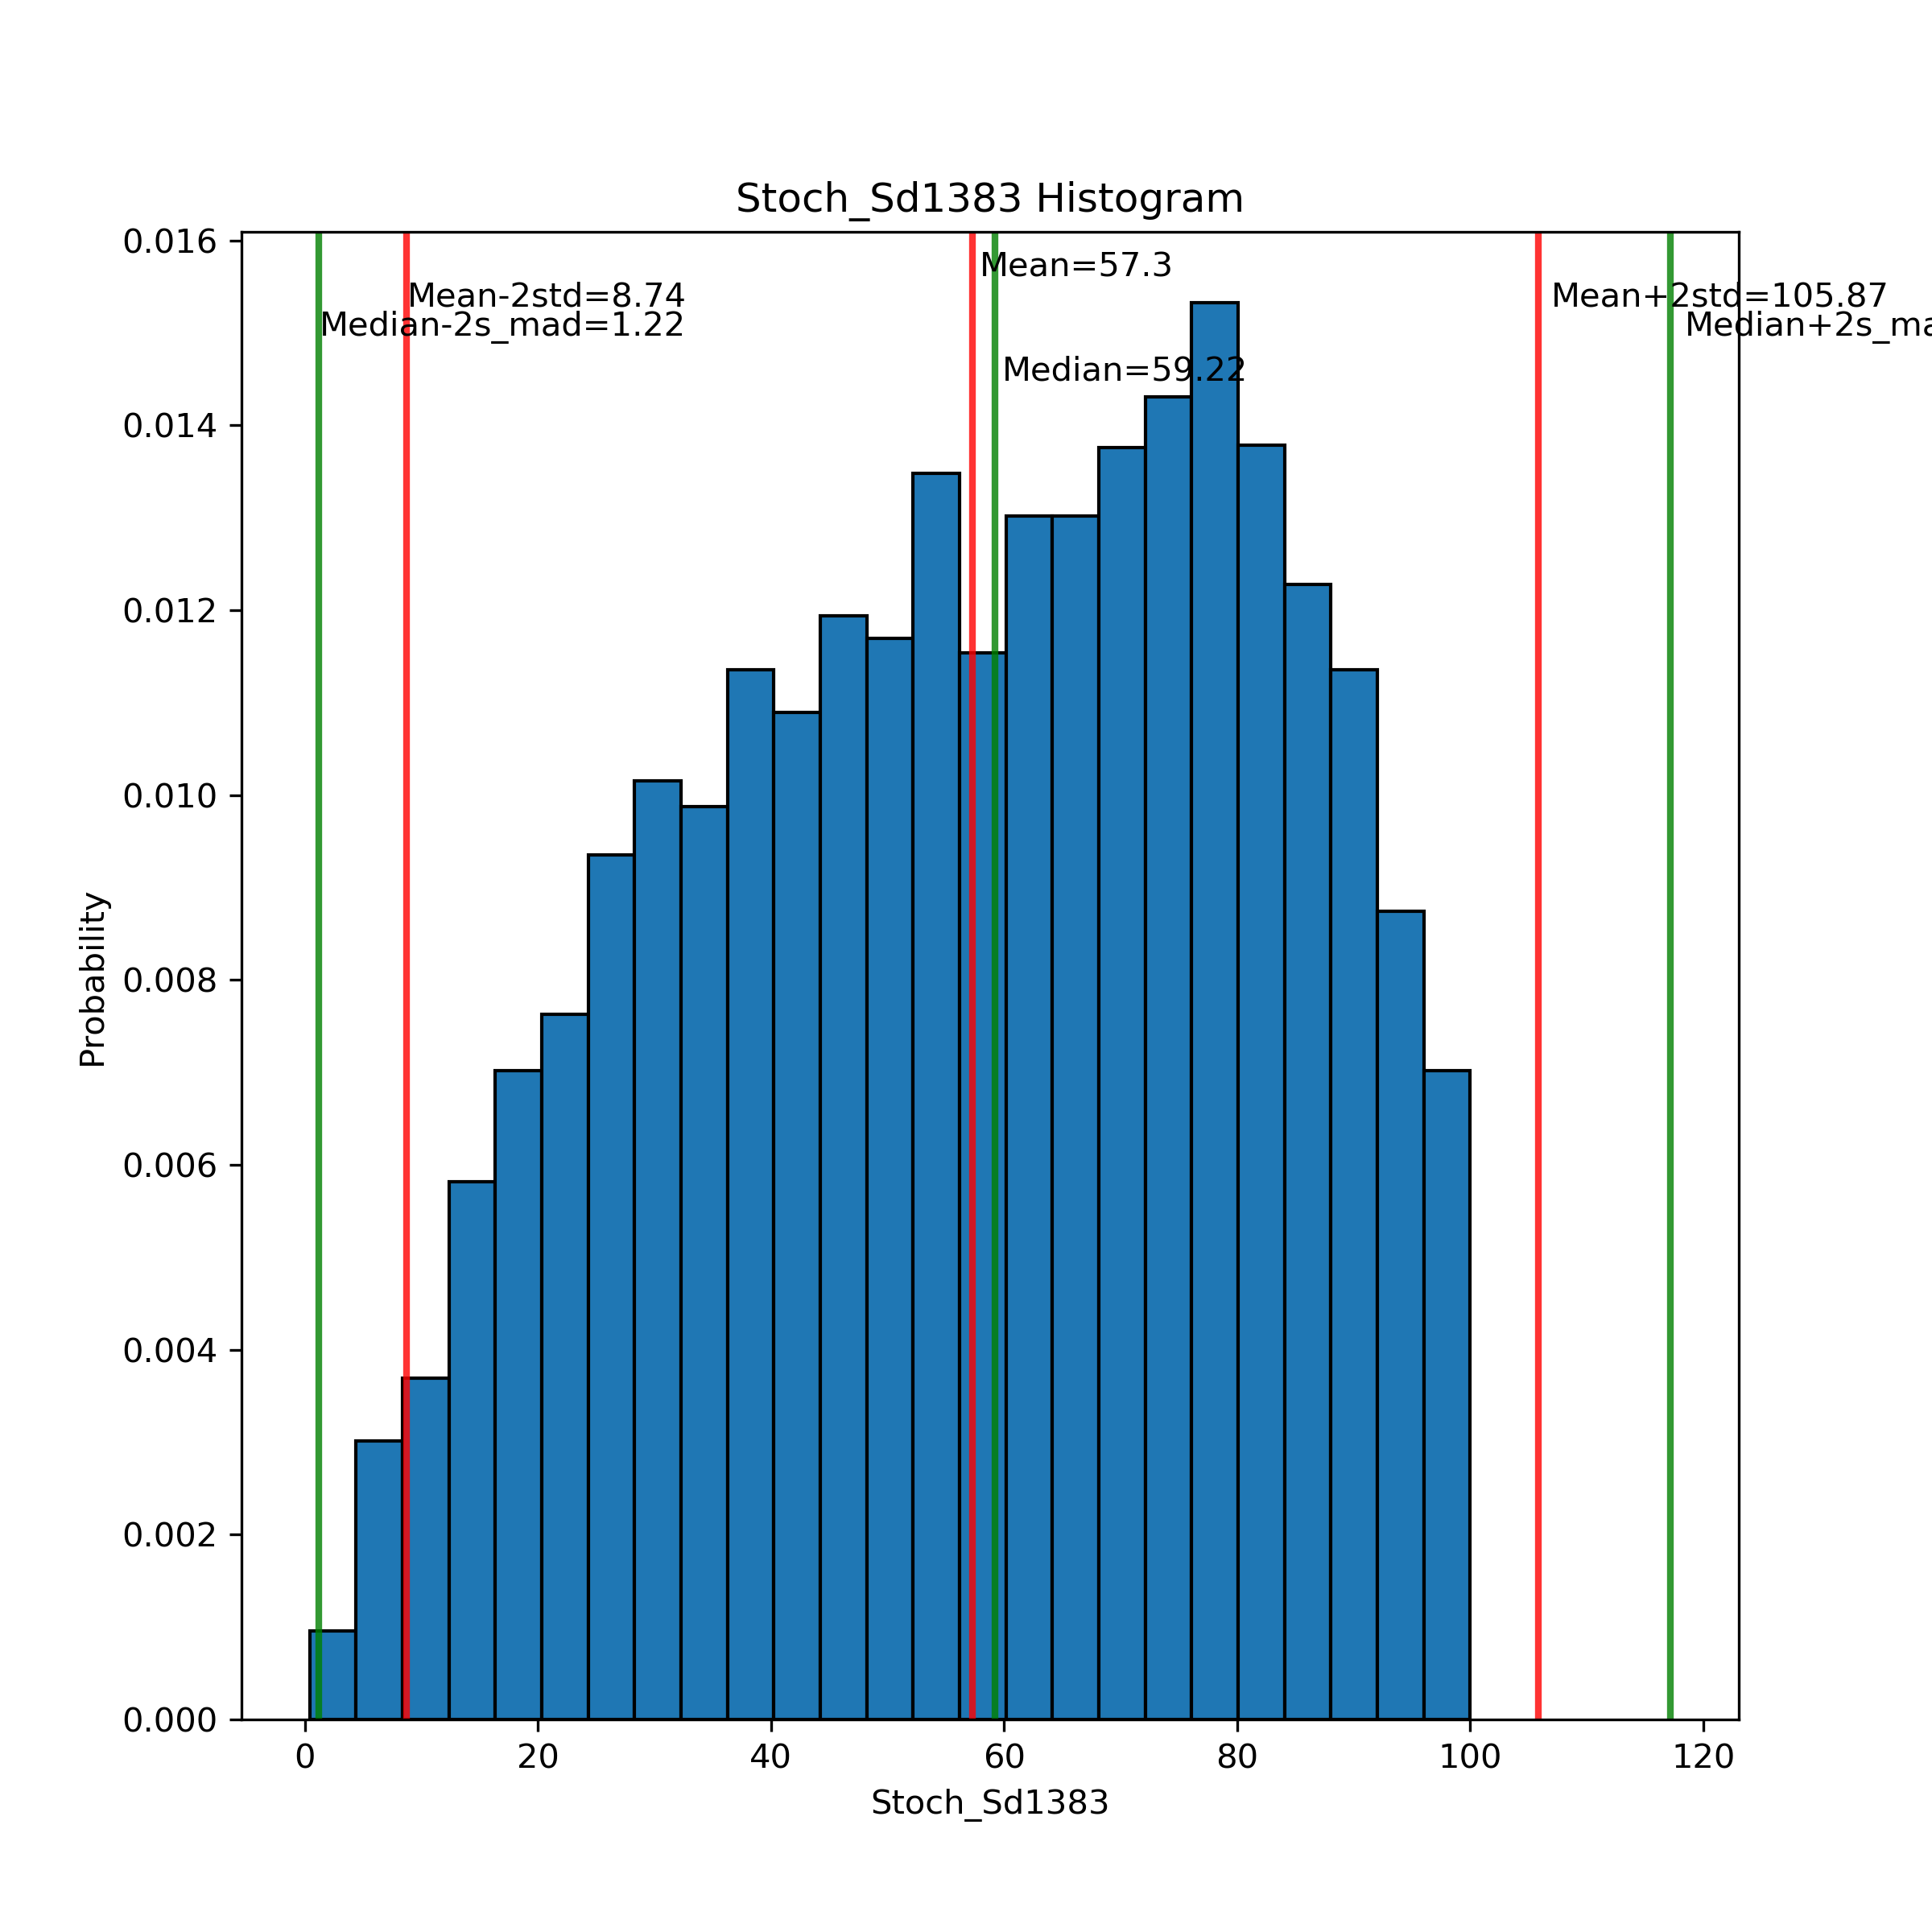 Stoch_Sd1383 Histogram
0.016
0.014
0.012
0.010
0.008
0.006
0.004
0.002
0.000
Probability
Mean=57.3
Mean-2std=8.74
Mean+2std=105.87
Median-2s_mad=1.22
Median+2s_ma
Median=59.22
0 20 40 60 80 100 120
Stoch_Sd1383